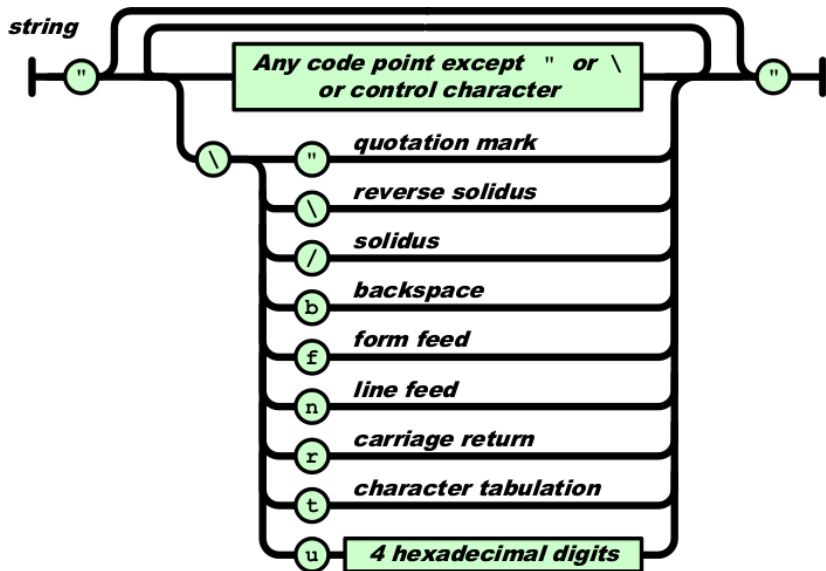 string
" Any code point except " or \ "
or control character
\ " quotation mark
\ reverse solidus
/ solidus
b backspace
f form feed
n line feed
r carriage return
t character tabulation
u 4 hexadecimal digits